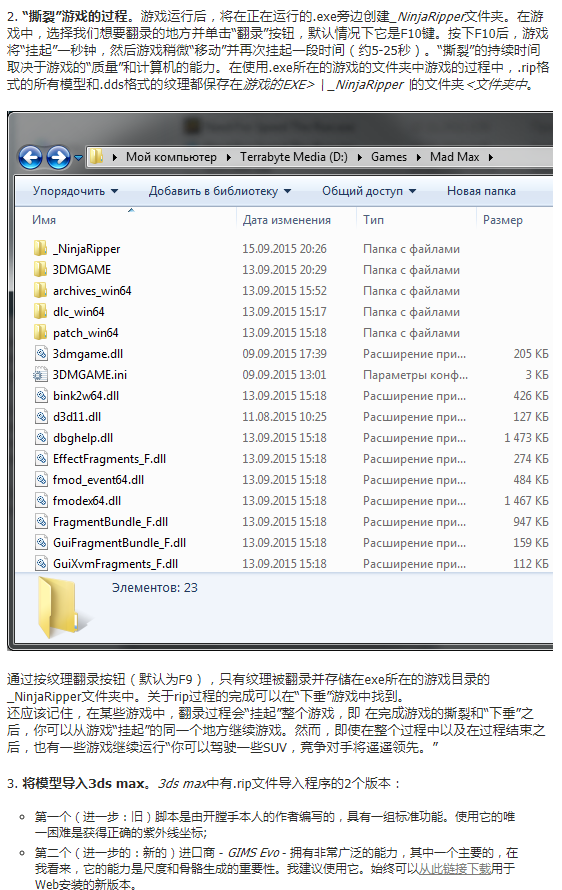 2. “撕裂”游戏的过程。游戏运行后，将在正在运行的.exe旁边创建_NinjaRipper文件夹。在游
戏中，选择我们想要翻录的地方并单击“翻录”按钮，默认情况下它是F10键。按下F10后，游戏
将“挂起”一秒钟，然后游戏稍微“移动”并再次挂起一段时间（约5-25秒）。“撕裂”的持续时间
取决于游戏的“质量”和计算机的能力。在使用.exe所在的游戏的文件夹中游戏的过程中，.rip格
式的所有模型和.dds格式的纹理都保存在游戏的EXE> | _NinjaRipper |的文件夹<文件夹中。
Мой компьютер Terrabyte Media (D:) Games Mad Max
Упорядочить Добавить в библиотеку Общий доступ Новая папка
Имя Дата изменения Тип Размер
_NinjaRipper 15.09.2015 20:26 Папка с файлами
3DMGAME 13.09.2015 20:29 Папка с файлами
archives_win64 13.09.2015 15:52 Папка с файлами
dlc_win64 13.09.2015 15:17 Папка с файлами
patch_win64 13.09.2015 15:18 Папка с файлами
3dmgame.dll 09.09.2015 17:39 Расширение при... 205 КБ
3DMGAME.ini 09.09.2015 13:01 Параметры конф... 3 КБ
bink2w64.dll 13.09.2015 15:18 Расширение при... 426 КБ
d3d11.dll 11.08.2015 10:25 Расширение при... 127 КБ
dbghelp.dll 13.09.2015 15:18 Расширение при... 1 473 КБ
EffectFragments_F.dll 13.09.2015 15:18 Расширение при... 274 КБ
fmod_event64.dll 13.09.2015 15:18 Расширение при... 484 КБ
fmodex64.dll 13.09.2015 15:18 Расширение при... 1 467 КБ
FragmentBundle_F.dll 13.09.2015 15:18 Расширение при... 947 КБ
GuiFragmentBundle_F.dll 13.09.2015 15:18 Расширение при... 159 КБ
GuiXvmFragments_F.dll 13.09.2015 15:18 Расширение при... 112 КБ
Элементов: 23
通过按纹理翻录按钮（默认为F9），只有纹理被翻录并存储在exe所在的游戏目录的
_NinjaRipper文件夹中。关于rip过程的完成可以在“下垂”游戏中找到。
还应该记住，在某些游戏中，翻录过程会“挂起”整个游戏，即 在完成游戏的撕裂和“下垂”之
后，你可以从游戏“挂起”的同一个地方继续游戏。然而，即使在整个过程中以及在过程结束之
后，也有一些游戏继续运行“你可以驾驶一些SUV，竞争对手将遥遥领先。”
3. 将模型导入3ds max。3ds max中有.rip文件导入程序的2个版本：
第一个（进一步：旧）脚本是由开膛手本人的作者编写的，具有一组标准功能。使用它的唯
一困难是获得正确的紫外线坐标;
第二个（进一步的：新的）进口商 - GIMS Evo - 拥有非常广泛的能力，其中一个主要的，在
我看来，它的能力是尺度和骨骼生成的重要性。我建议使用它。始终可以从此链接下载用于
Web安装的新版本。